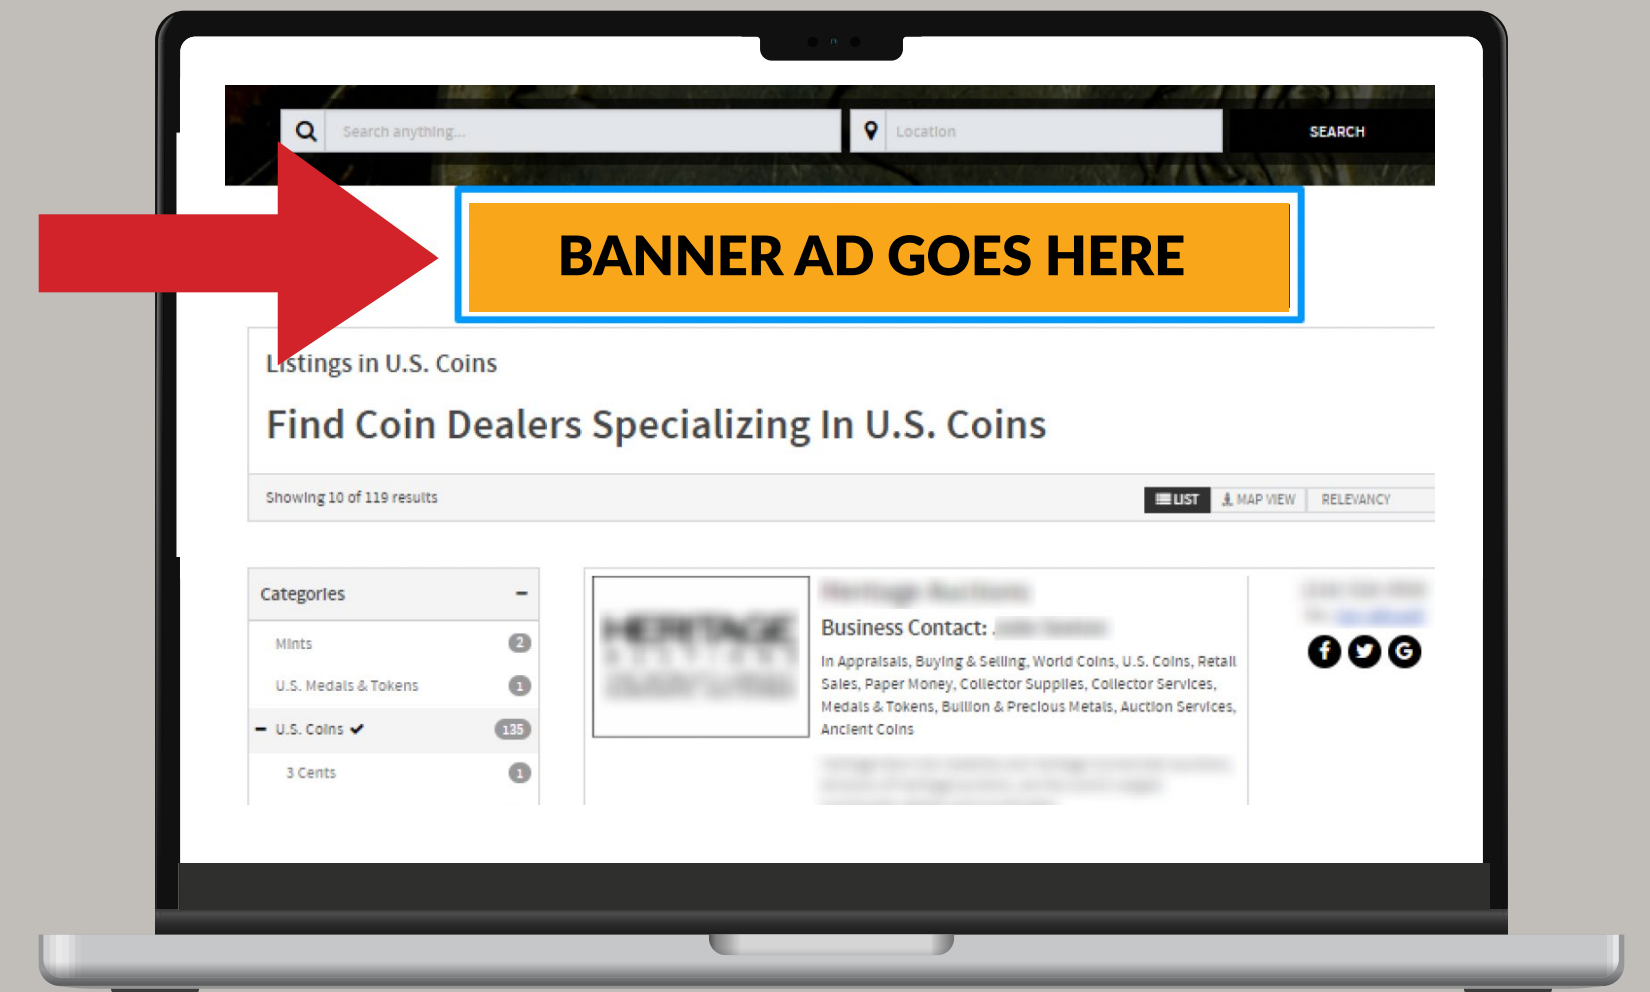 Search anything...
Location
SEARCH
BANNER AD GOES HERE
Listings in U.S. Coins
Find Coin Dealers Specializing In U.S. Coins
Showing 10 of 119 results
LIST
MAP VIEW
RELEVANCY
Categories
Mints 2
U.S. Medals & Tokens 1
U.S. Coins 135
3 Cents 1
HERITAGE
Heritage Auctions
Business Contact:
In Appraisals, Buying & Selling, World Coins, U.S. Coins, Retail
Sales, Paper Money, Collector Supplies, Collector Services,
Medals & Tokens, Bullion & Precious Metals, Auction Services,
Ancient Coins